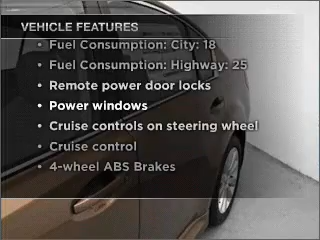 VEHICLE FEATURES
• Fuel Consumption: City: 18
• Fuel Consumption: Highway: 25
• Remote power door locks
• Power windows
• Cruise controls on steering wheel
• Cruise control
• 4-wheel ABS Brakes